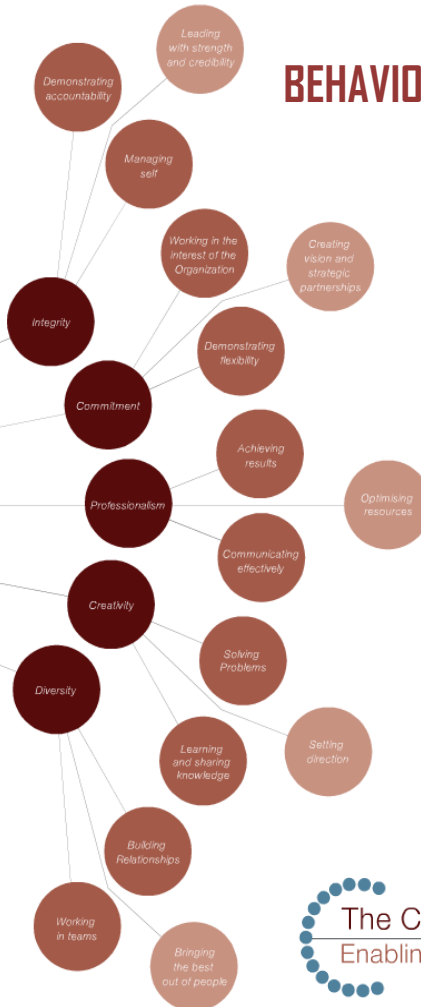 Leading
with strength
and credibility
BEHAVIO
Demonstrating
accountability
Managing
self
Working in the
interest of the
Organization
Creating
vision and
strategic
partnerships
Integrity
Demonstrating
flexibility
Commitment
Achieving
results
Professionalism
Optimising
resources
Communicating
effectively
Creativity
Solving
Problems
Diversity
Learning
and sharing
knowledge
Setting
direction
Building
Relationships
Working
in teams
Bringing
the best
out of people
The C
Enablin